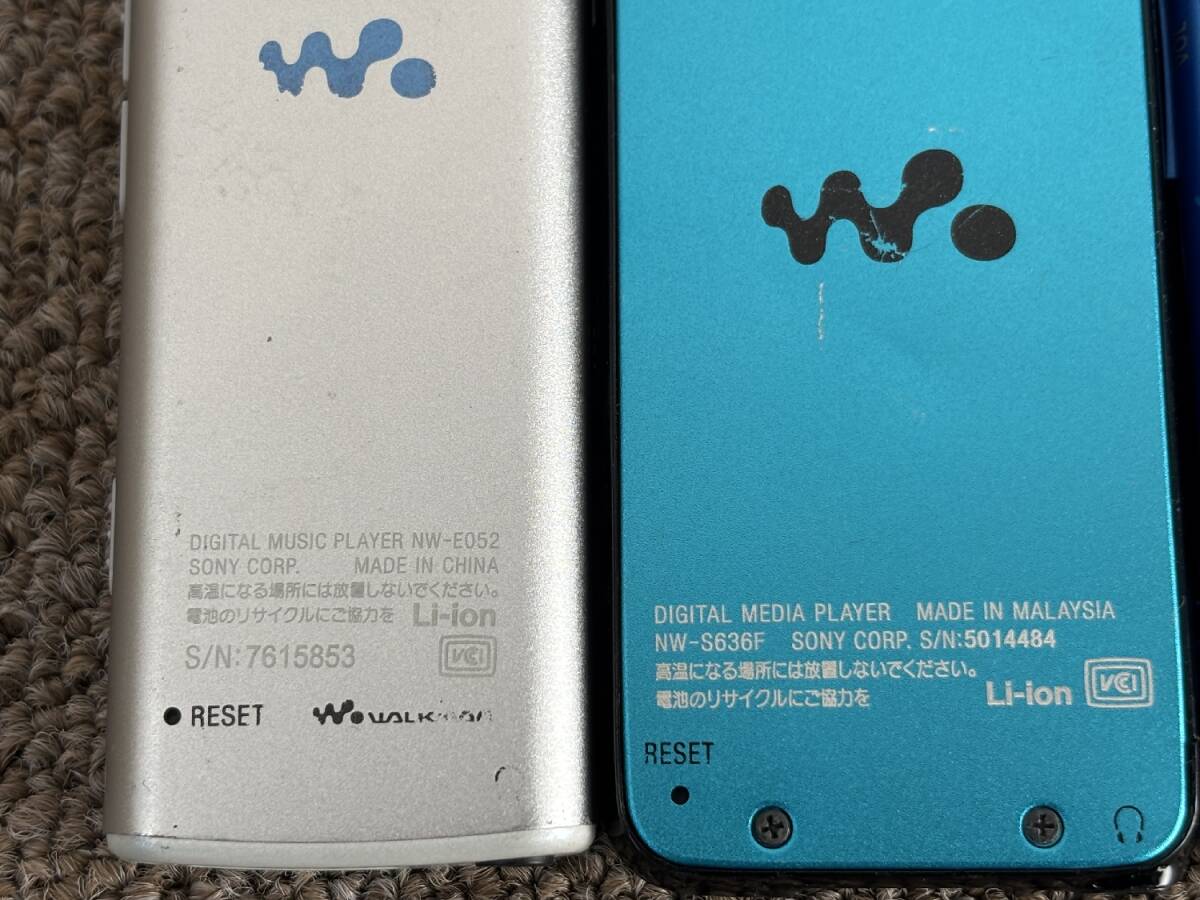 DIGITAL MUSIC PLAYER NW-E052
SONY CORP. MADE IN CHINA
高温になる場所には放置しないでください。
電池のリサイクルにご協力を Li-ion
S/N:7615853
VCCI
RESET
DIGITAL MEDIA PLAYER MADE IN MALAYSIA
NW-S636F SONY CORP. S/N:5014484
高温になる場所には放置しないでください。
電池のリサイクルにご協力を Li-ion
VCCI
RESET
VOL